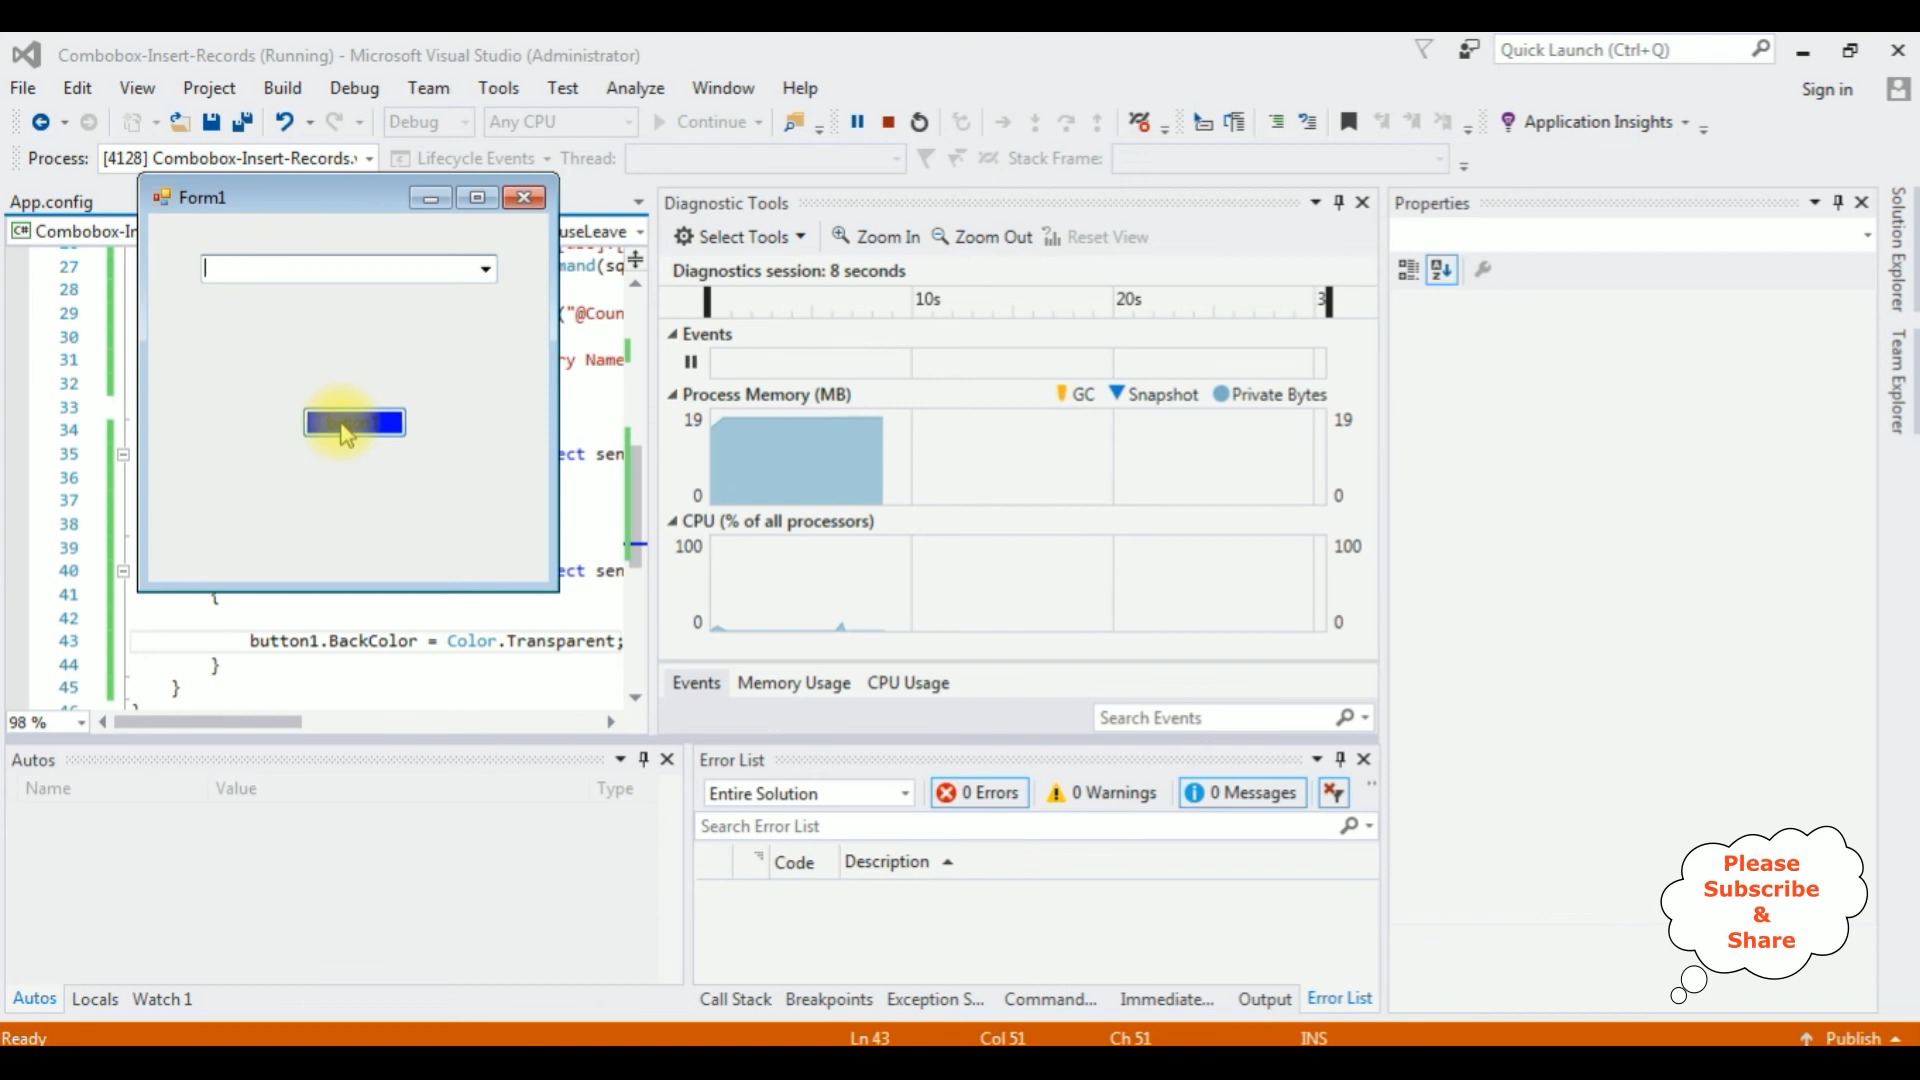 Combobox-Insert-Records (Running) - Microsoft Visual Studio (Administrator)
Quick Launch (Ctrl+Q)
File Edit View Project Build Debug Team Tools Test Analyze Window Help
Sign in
Debug Any CPU Continue Application Insights
Process: [4128] Combobox-Insert-Records. Lifecycle Events Thread: Stack Frame:
App.config
Form1
Combobox-In
useLeave
27 mand(sq
28
29 ("@Coun
30
31 ry Name
32
33
34
35 ect sen
36
37
38
39
40 ect sen
41 {
42
43 button1.BackColor = Color.Transparent;
44 }
45 }
98 %
Diagnostic Tools
Select Tools Zoom In Zoom Out Reset View
Diagnostics session: 8 seconds
10s 20s 3
Events
Process Memory (MB) GC Snapshot Private Bytes
19 19
0 0
CPU (% of all processors)
100 100
0 0
Events Memory Usage CPU Usage
Search Events
Properties
Solution Explorer
Team Explorer
Autos
Name Value Type
Autos Locals Watch 1
Error List
Entire Solution 0 Errors 0 Warnings 0 Messages
Search Error List
Code Description
Call Stack Breakpoints Exception S... Command... Immediate... Output Error List
Please
Subscribe
&
Share
Ready Ln 43 Col 51 Ch 51 INS Publish